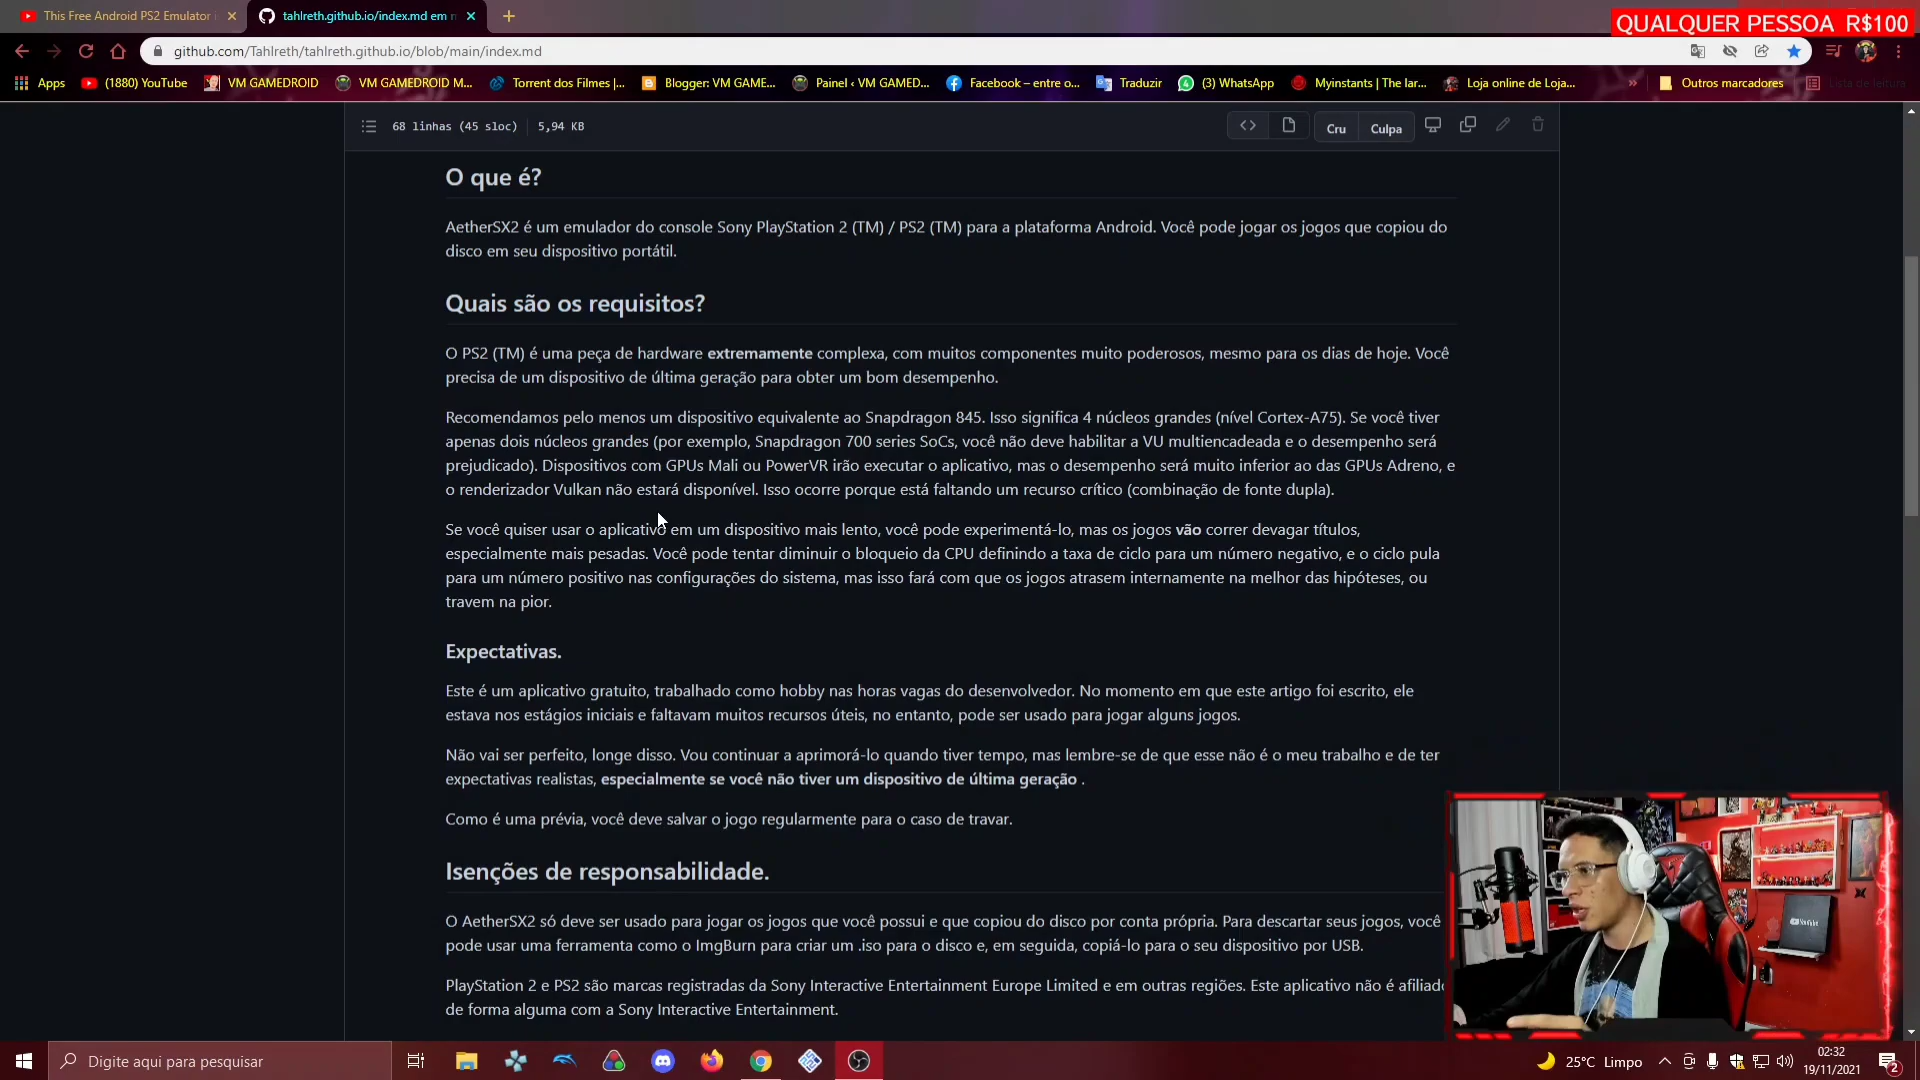 This Free Android PS2 Emulator i
tahlreth.github.io/index.md em m
QUALQUER PESSOA R$100
github.com/Tahlreth/tahlreth.github.io/blob/main/index.md
Apps
(1880) YouTube
VM GAMEDROID
VM GAMEDROID M...
Torrent dos Filmes |...
Blogger: VM GAME...
Painel ‹ VM GAMED...
Facebook – entre o...
Traduzir
(3) WhatsApp
Myinstants | The lar...
Loja online de Loja...
»
Outros marcadores
Lista de leitura
68 linhas (45 sloc)
5,94 KB
Cru
Culpa
O que é?
AetherSX2 é um emulador do console Sony PlayStation 2 (TM) / PS2 (TM) para a plataforma Android. Você pode jogar os jogos que copiou do
disco em seu dispositivo portátil.
Quais são os requisitos?
O PS2 (TM) é uma peça de hardware extremamente complexa, com muitos componentes muito poderosos, mesmo para os dias de hoje. Você
precisa de um dispositivo de última geração para obter um bom desempenho.
Recomendamos pelo menos um dispositivo equivalente ao Snapdragon 845. Isso significa 4 núcleos grandes (nível Cortex-A75). Se você tiver
apenas dois núcleos grandes (por exemplo, Snapdragon 700 series SoCs, você não deve habilitar a VU multiencadeada e o desempenho será
prejudicado). Dispositivos com GPUs Mali ou PowerVR irão executar o aplicativo, mas o desempenho será muito inferior ao das GPUs Adreno, e
o renderizador Vulkan não estará disponível. Isso ocorre porque está faltando um recurso crítico (combinação de fonte dupla).
Se você quiser usar o aplicativo em um dispositivo mais lento, você pode experimentá-lo, mas os jogos vão correr devagar títulos,
especialmente mais pesadas. Você pode tentar diminuir o bloqueio da CPU definindo a taxa de ciclo para um número negativo, e o ciclo pula
para um número positivo nas configurações do sistema, mas isso fará com que os jogos atrasem internamente na melhor das hipóteses, ou
travem na pior.
Expectativas.
Este é um aplicativo gratuito, trabalhado como hobby nas horas vagas do desenvolvedor. No momento em que este artigo foi escrito, ele
estava nos estágios iniciais e faltavam muitos recursos úteis, no entanto, pode ser usado para jogar alguns jogos.
Não vai ser perfeito, longe disso. Vou continuar a aprimorá-lo quando tiver tempo, mas lembre-se de que esse não é o meu trabalho e de ter
expectativas realistas, especialmente se você não tiver um dispositivo de última geração .
Como é uma prévia, você deve salvar o jogo regularmente para o caso de travar.
Isenções de responsabilidade.
O AetherSX2 só deve ser usado para jogar os jogos que você possui e que copiou do disco por conta própria. Para descartar seus jogos, você
pode usar uma ferramenta como o ImgBurn para criar um .iso para o disco e, em seguida, copiá-lo para o seu dispositivo por USB.
PlayStation 2 e PS2 são marcas registradas da Sony Interactive Entertainment Europe Limited e em outras regiões. Este aplicativo não é afiliado
de forma alguma com a Sony Interactive Entertainment.
YouTube
Digite aqui para pesquisar
25°C Limpo
02:32
19/11/2021
2